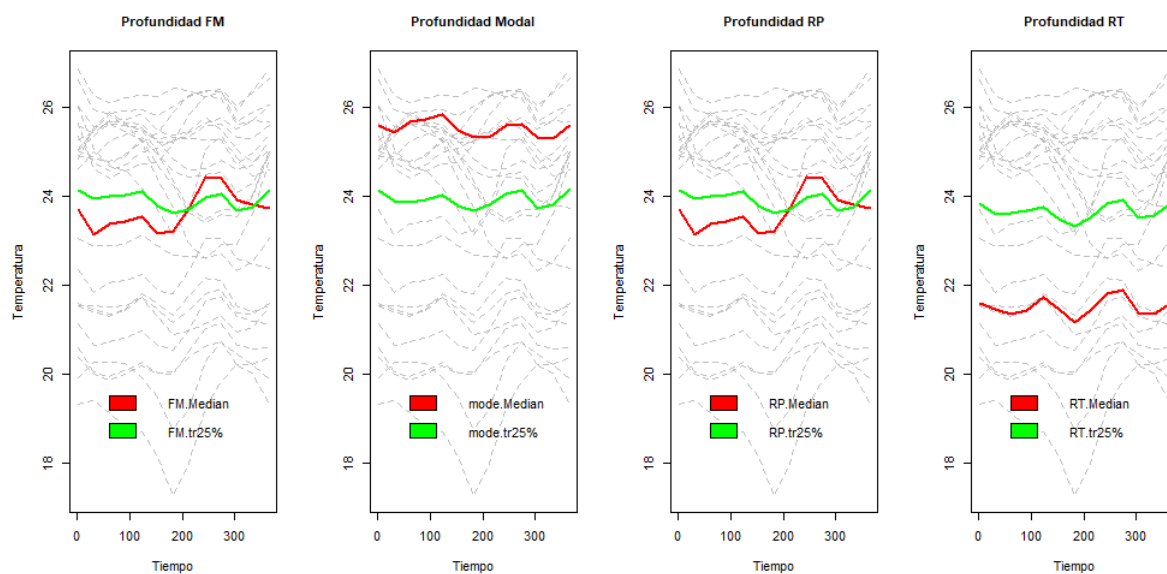 Profundidad FM
Temperatura
26
24
22
20
18
FM.Median
FM.tr25%
0 100 200 300
Tiempo
Profundidad Modal
Temperatura
26
24
22
20
18
mode.Median
mode.tr25%
0 100 200 300
Tiempo
Profundidad RP
Temperatura
26
24
22
20
18
RP.Median
RP.tr25%
0 100 200 300
Tiempo
Profundidad RT
Temperatura
26
24
22
20
18
RT.Median
RT.tr25%
0 100 200 300
Tiempo